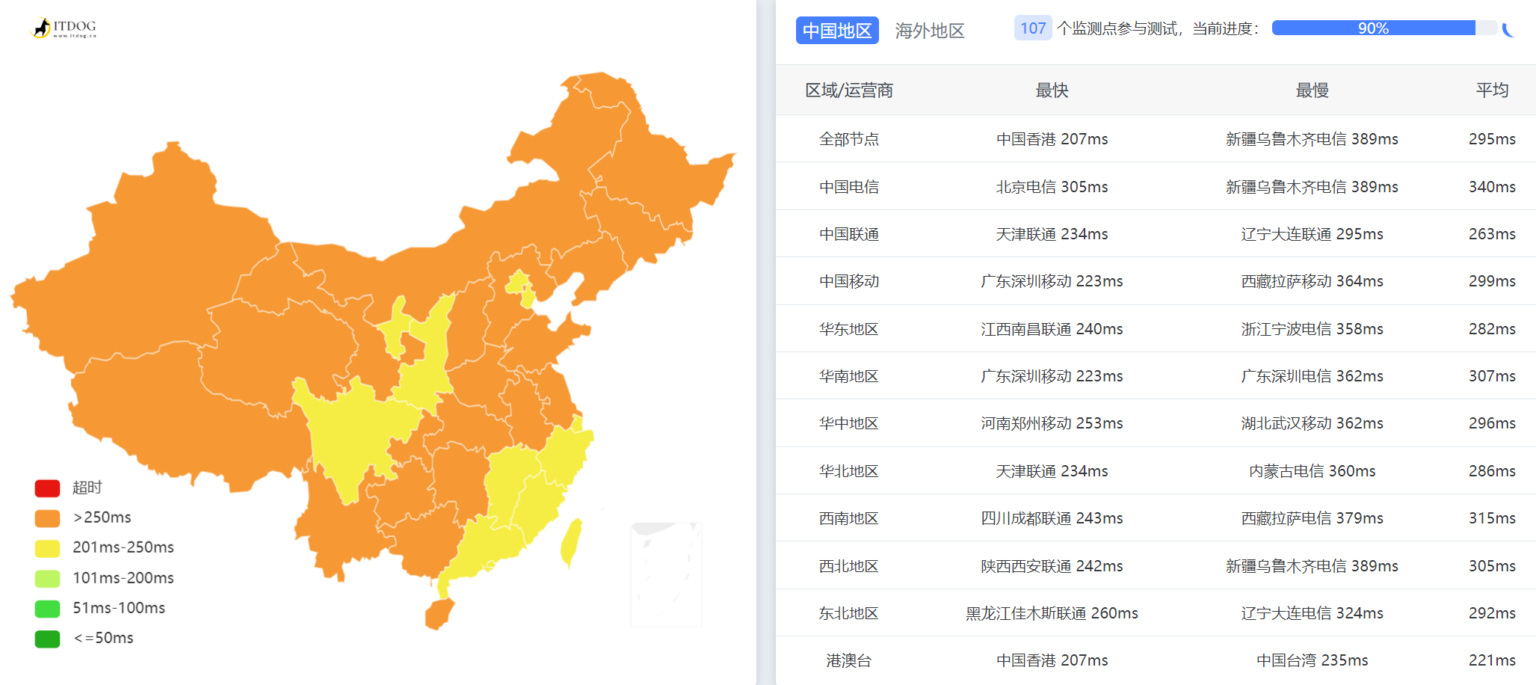 ITDOG
www.itdog.cn
超时
>250ms
201ms-250ms
101ms-200ms
51ms-100ms
<=50ms
中国地区 海外地区 107 个监测点参与测试，当前进度： 90%
区域/运营商 最快 最慢 平均
全部节点 中国香港 207ms 新疆乌鲁木齐电信 389ms 295ms
中国电信 北京电信 305ms 新疆乌鲁木齐电信 389ms 340ms
中国联通 天津联通 234ms 辽宁大连联通 295ms 263ms
中国移动 广东深圳移动 223ms 西藏拉萨移动 364ms 299ms
华东地区 江西南昌联通 240ms 浙江宁波电信 358ms 282ms
华南地区 广东深圳移动 223ms 广东深圳电信 362ms 307ms
华中地区 河南郑州移动 253ms 湖北武汉移动 362ms 296ms
华北地区 天津联通 234ms 内蒙古电信 360ms 286ms
西南地区 四川成都联通 243ms 西藏拉萨电信 379ms 315ms
西北地区 陕西西安联通 242ms 新疆乌鲁木齐电信 389ms 305ms
东北地区 黑龙江佳木斯联通 260ms 辽宁大连电信 324ms 292ms
港澳台 中国香港 207ms 中国台湾 235ms 221ms